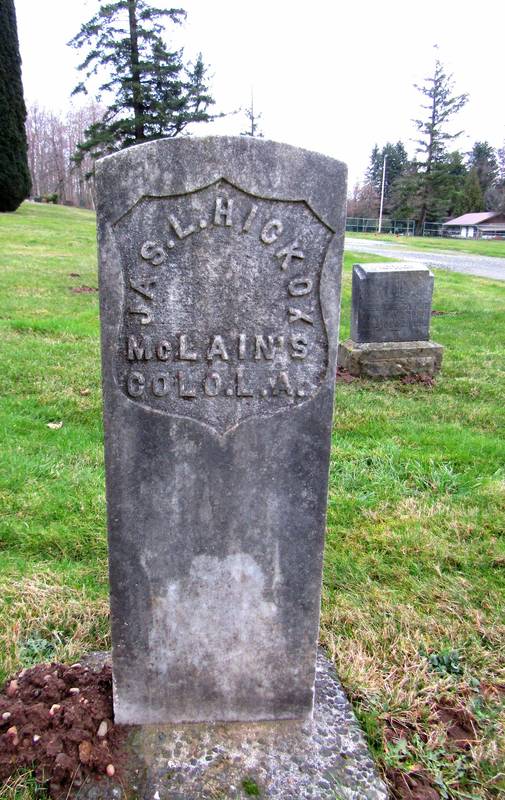 JAS. L. HICKOX
McLAIN'S
COLO. L. A.